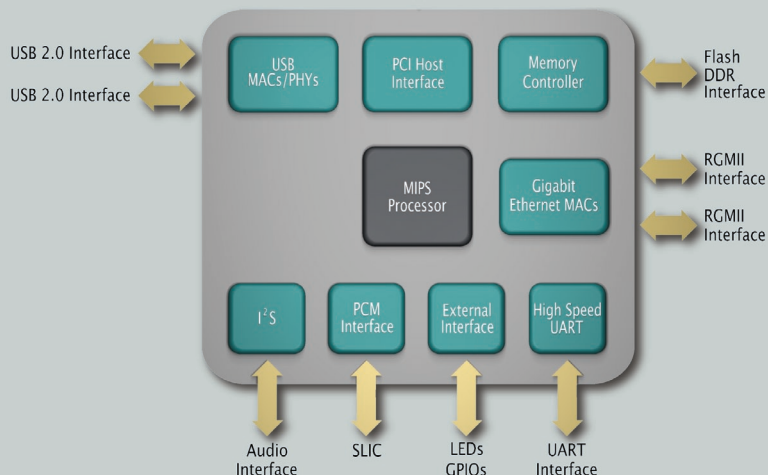 USB 2.0 Interface
USB 2.0 Interface
USB
MACs/PHYs
PCI Host
Interface
Memory
Controller
Flash
DDR
Interface
MIPS
Processor
Gigabit
Ethernet MACs
RGMII
Interface
RGMII
Interface
I²S
PCM
Interface
External
Interface
High Speed
UART
Audio
Interface
SLIC
LEDs
GPIOs
UART
Interface